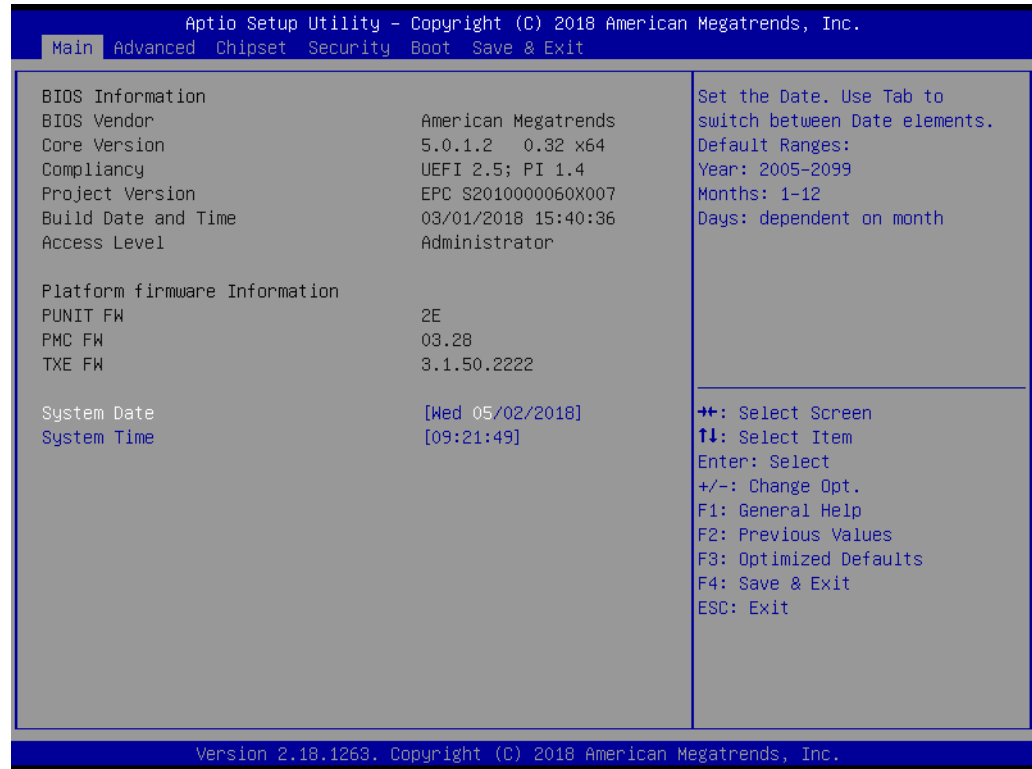 Aptio Setup Utility – Copyright (C) 2018 American Megatrends, Inc.
Main Advanced Chipset Security Boot Save & Exit
BIOS Information
BIOS Vendor American Megatrends
Core Version 5.0.1.2 0.32 x64
Compliancy UEFI 2.5; PI 1.4
Project Version EPC S2010000060X007
Build Date and Time 03/01/2018 15:40:36
Access Level Administrator
Platform firmware Information
PUNIT FW 2E
PMC FW 03.28
TXE FW 3.1.50.2222
System Date [Wed 05/02/2018]
System Time [09:21:49]
Set the Date. Use Tab to
switch between Date elements.
Default Ranges:
Year: 2005-2099
Months: 1-12
Days: dependent on month
→←: Select Screen
↑↓: Select Item
Enter: Select
+/-: Change Opt.
F1: General Help
F2: Previous Values
F3: Optimized Defaults
F4: Save & Exit
ESC: Exit
Version 2.18.1263. Copyright (C) 2018 American Megatrends, Inc.